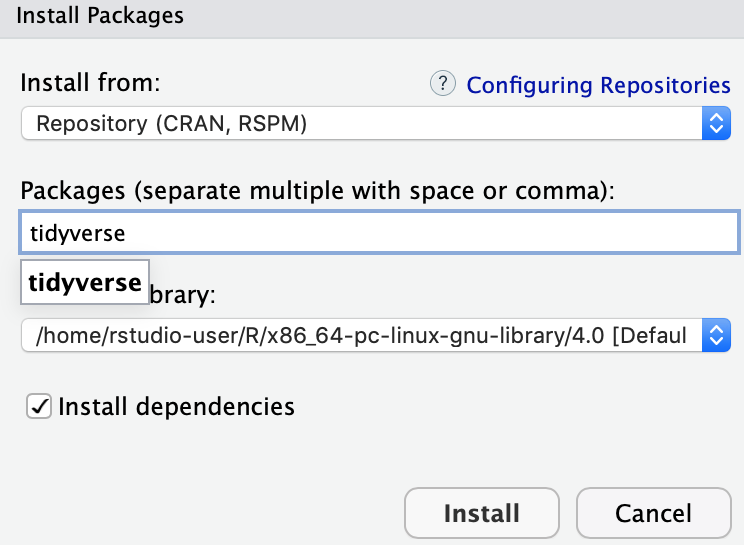 Install Packages
Install from:
? Configuring Repositories
Repository (CRAN, RSPM)
Packages (separate multiple with space or comma):
tidyverse
tidyverse
brary:
/home/rstudio-user/R/x86_64-pc-linux-gnu-library/4.0 [Defaul
Install dependencies
Install
Cancel